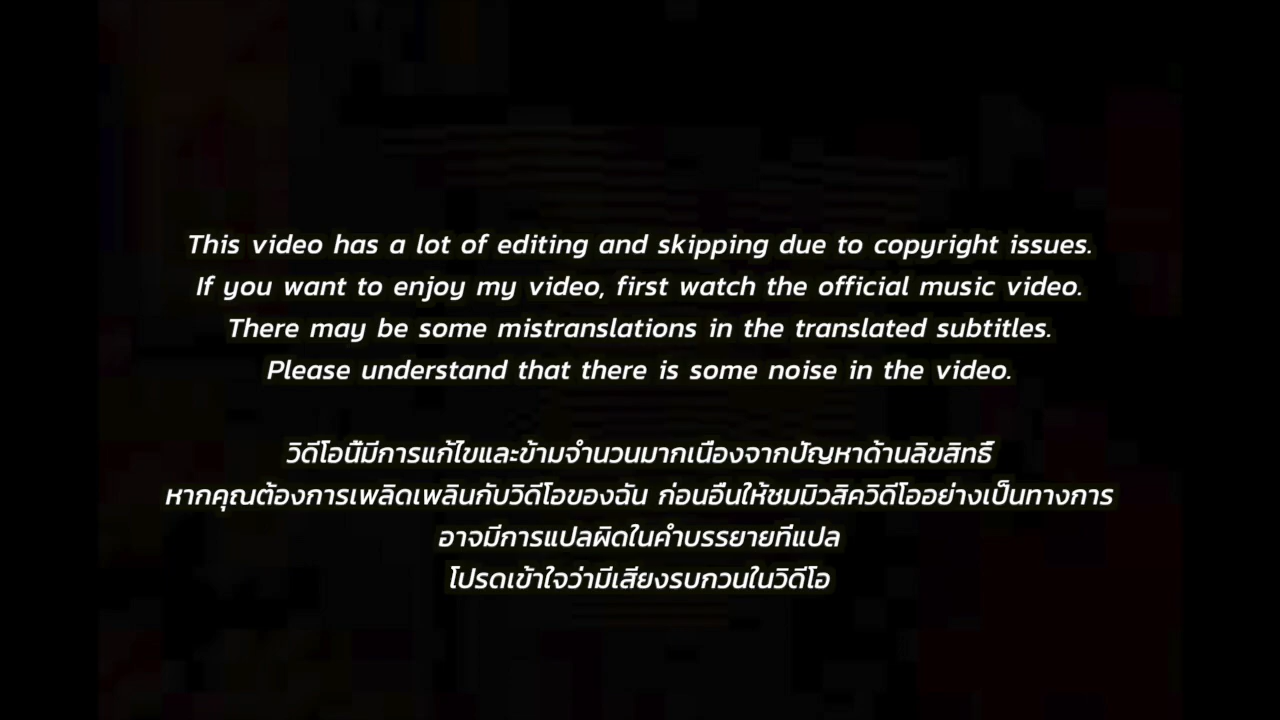 This video has a lot of editing and skipping due to copyright issues.
If you want to enjoy my video, first watch the official music video.
There may be some mistranslations in the translated subtitles.
Please understand that there is some noise in the video.
วิดีโอนี้มีการแก้ไขและข้ามจำนวนมากเนื่องจากปัญหาด้านลิขสิทธิ์
หากคุณต้องการเพลิดเพลินกับวิดีโอของฉัน ก่อนอื่นให้ชมมิวสิควิดีโออย่างเป็นทางการ
อาจมีการแปลผิดในคำบรรยายที่แปล
โปรดเข้าใจว่ามีเสียงรบกวนในวิดีโอ